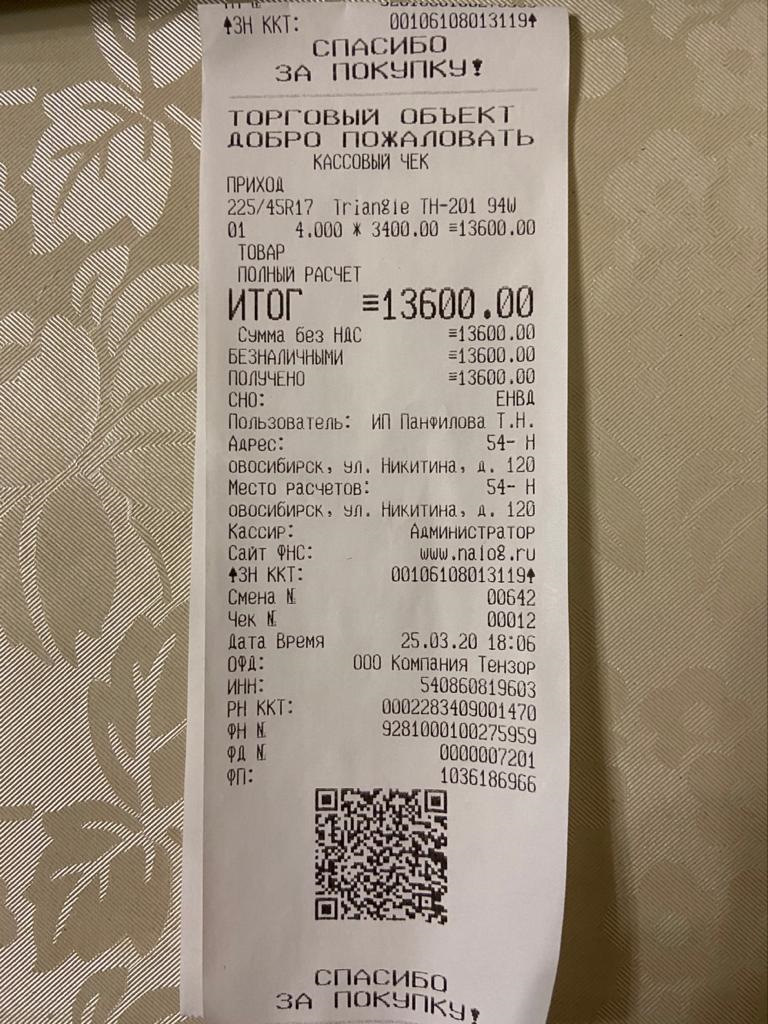 ↑ЗН ККТ: 00106108013119↑
СПАСИБО
ЗА ПОКУПКУ!
ТОРГОВЫЙ ОБЪЕКТ
ДОБРО ПОЖАЛОВАТЬ
КАССОВЫЙ ЧЕК
ПРИХОД
225/45R17 Triangle TH-201 94W
01 4.000 * 3400.00 ≡13600.00
ТОВАР
ПОЛНЫЙ РАСЧЕТ
ИТОГ ≡13600.00
Сумма без НДС ≡13600.00
БЕЗНАЛИЧНЫМИ ≡13600.00
ПОЛУЧЕНО ≡13600.00
СНО: ЕНВД
Пользователь: ИП Панфилова Т.Н.
Адрес: 54- Н
овосибирск, ул. Никитина, д. 120
Место расчетов: 54- Н
овосибирск, ул. Никитина, д. 120
Кассир: Администратор
Сайт ФНС: www.nalog.ru
↑ЗН ККТ: 00106108013119↑
Смена № 00642
Чек № 00012
Дата Время 25.03.20 18:06
ОФД: ООО Компания Тензор
ИНН: 540860819603
РН ККТ: 0002283409001470
ФН № 9281000100275959
ФД № 0000007201
ФП: 1036186966
СПАСИБО
ЗА ПОКУПКУ!